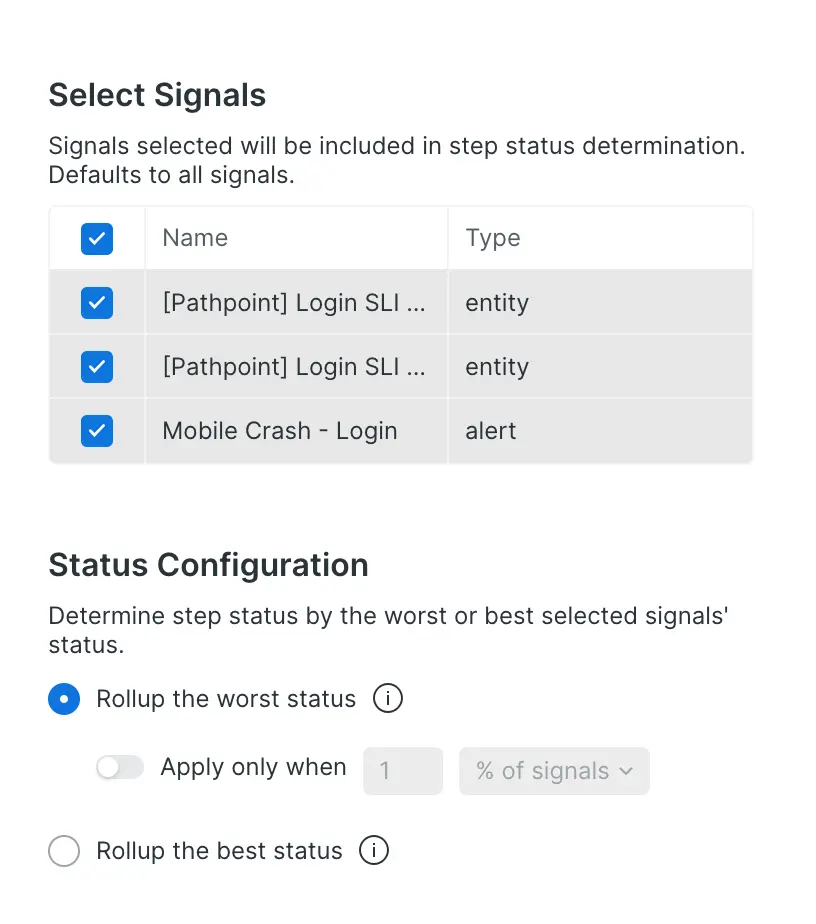 Select Signals
Signals selected will be included in step status determination.
Defaults to all signals.
Name Type
[Pathpoint] Login SLI ... entity
[Pathpoint] Login SLI ... entity
Mobile Crash - Login alert
Status Configuration
Determine step status by the worst or best selected signals'
status.
Rollup the worst status i
Apply only when 1 % of signals
Rollup the best status i